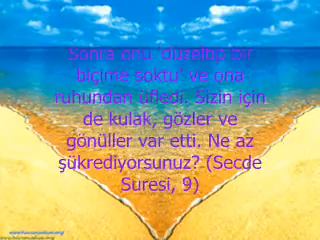 Sonra onu 'düzeltip bir
biçime soktu' ve ona
ruhundan üfledi. Sizin için
de kulak, gözler ve
gönüller var etti. Ne az
şükrediyorsunuz? (Secde
Suresi, 9)